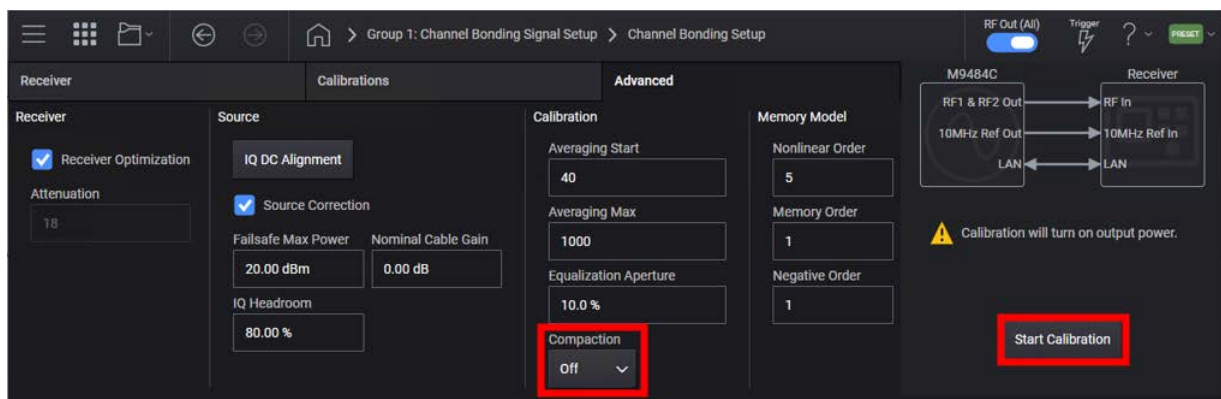 Group 1: Channel Bonding Signal Setup > Channel Bonding Setup
RF Out (All)
Trigger
?
PRESET
Receiver
Calibrations
Advanced
Receiver
Receiver Optimization
Attenuation
18
Source
IQ DC Alignment
Source Correction
Failsafe Max Power Nominal Cable Gain
20.00 dBm 0.00 dB
IQ Headroom
80.00 %
Calibration
Averaging Start
40
Averaging Max
1000
Equalization Aperture
10.0 %
Compaction
Off
Memory Model
Nonlinear Order
5
Memory Order
1
Negative Order
1
M9484C Receiver
RF1 & RF2 Out RF In
10MHz Ref Out 10MHz Ref In
LAN LAN
Calibration will turn on output power.
Start Calibration